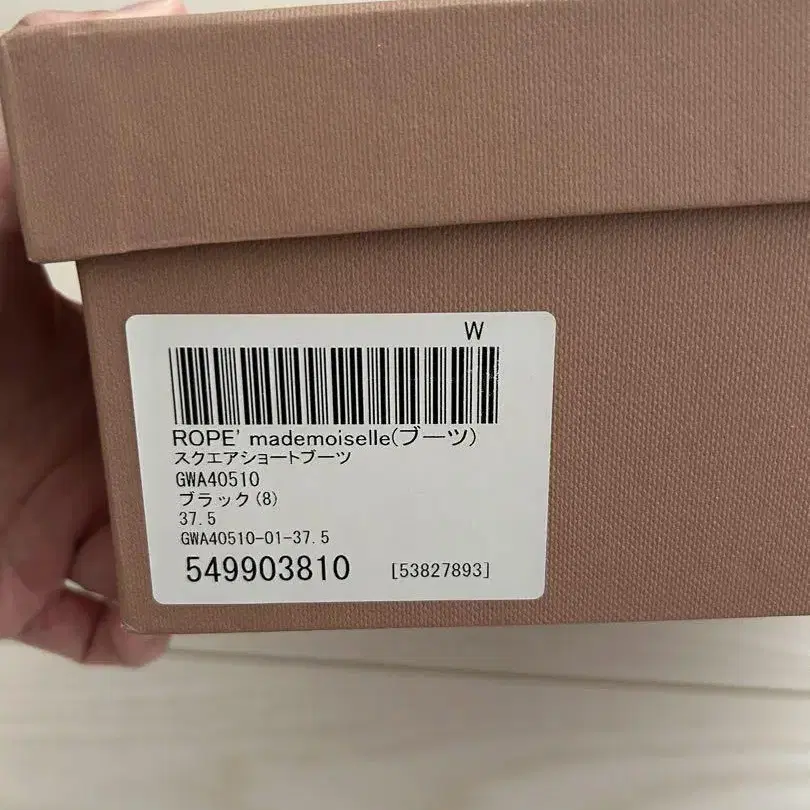 W
ROPE' mademoiselle(ブーツ)
スクエアショートブーツ
GWA40510
ブラック(8)
37.5
GWA40510-01-37.5
549903810 [53827893]